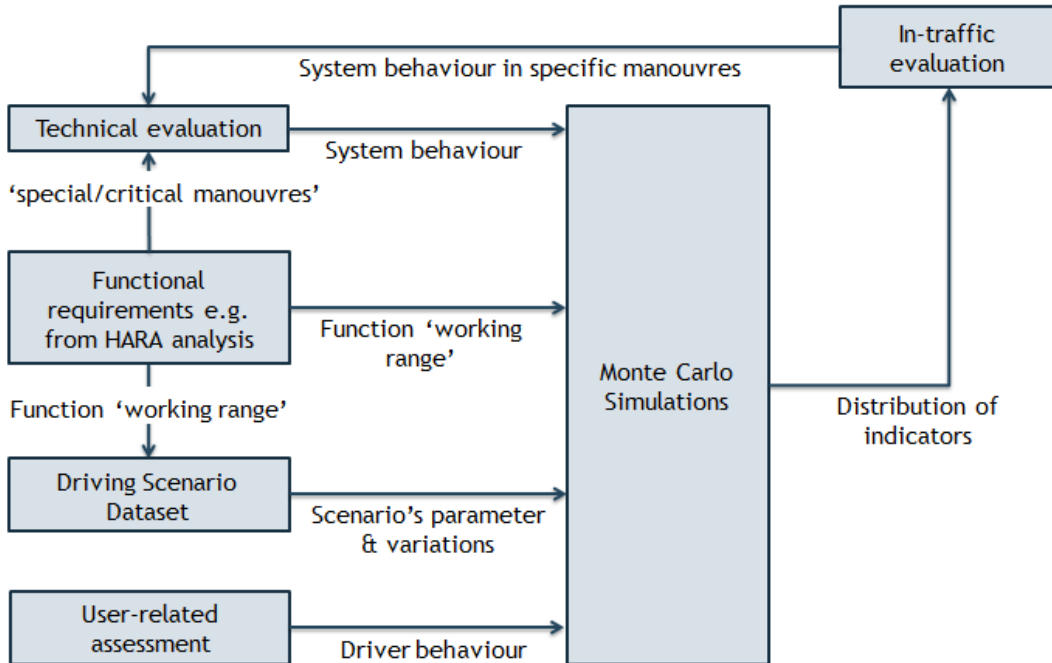 In-traffic
evaluation
System behaviour in specific manouvres
Technical evaluation
System behaviour
‘special/critical manouvres’
Functional
requirements e.g.
from HARA analysis
Function ‘working
range’
Monte Carlo
Simulations
Distribution of
indicators
Function ‘working range’
Driving Scenario
Dataset
Scenario’s parameter
& variations
User-related
assessment
Driver behaviour